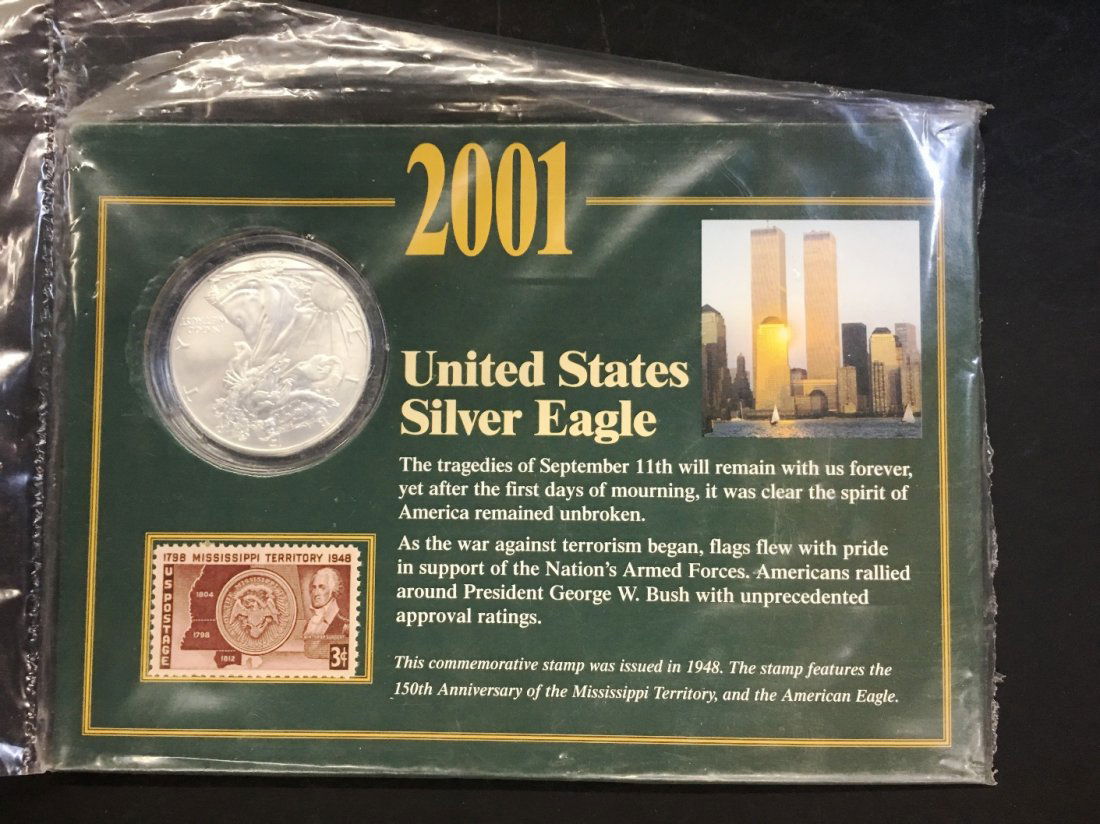 2001
United States
Silver Eagle
The tragedies of September 11th will remain with us forever,
yet after the first days of mourning, it was clear the spirit of
America remained unbroken.
As the war against terrorism began, flags flew with pride
in support of the Nation's Armed Forces. Americans rallied
around President George W. Bush with unprecedented
approval ratings.
This commemorative stamp was issued in 1948. The stamp features the
150th Anniversary of the Mississippi Territory, and the American Eagle.
1798 MISSISSIPPI TERRITORY 1948
US POSTAGE
1804
1798
1812
3¢